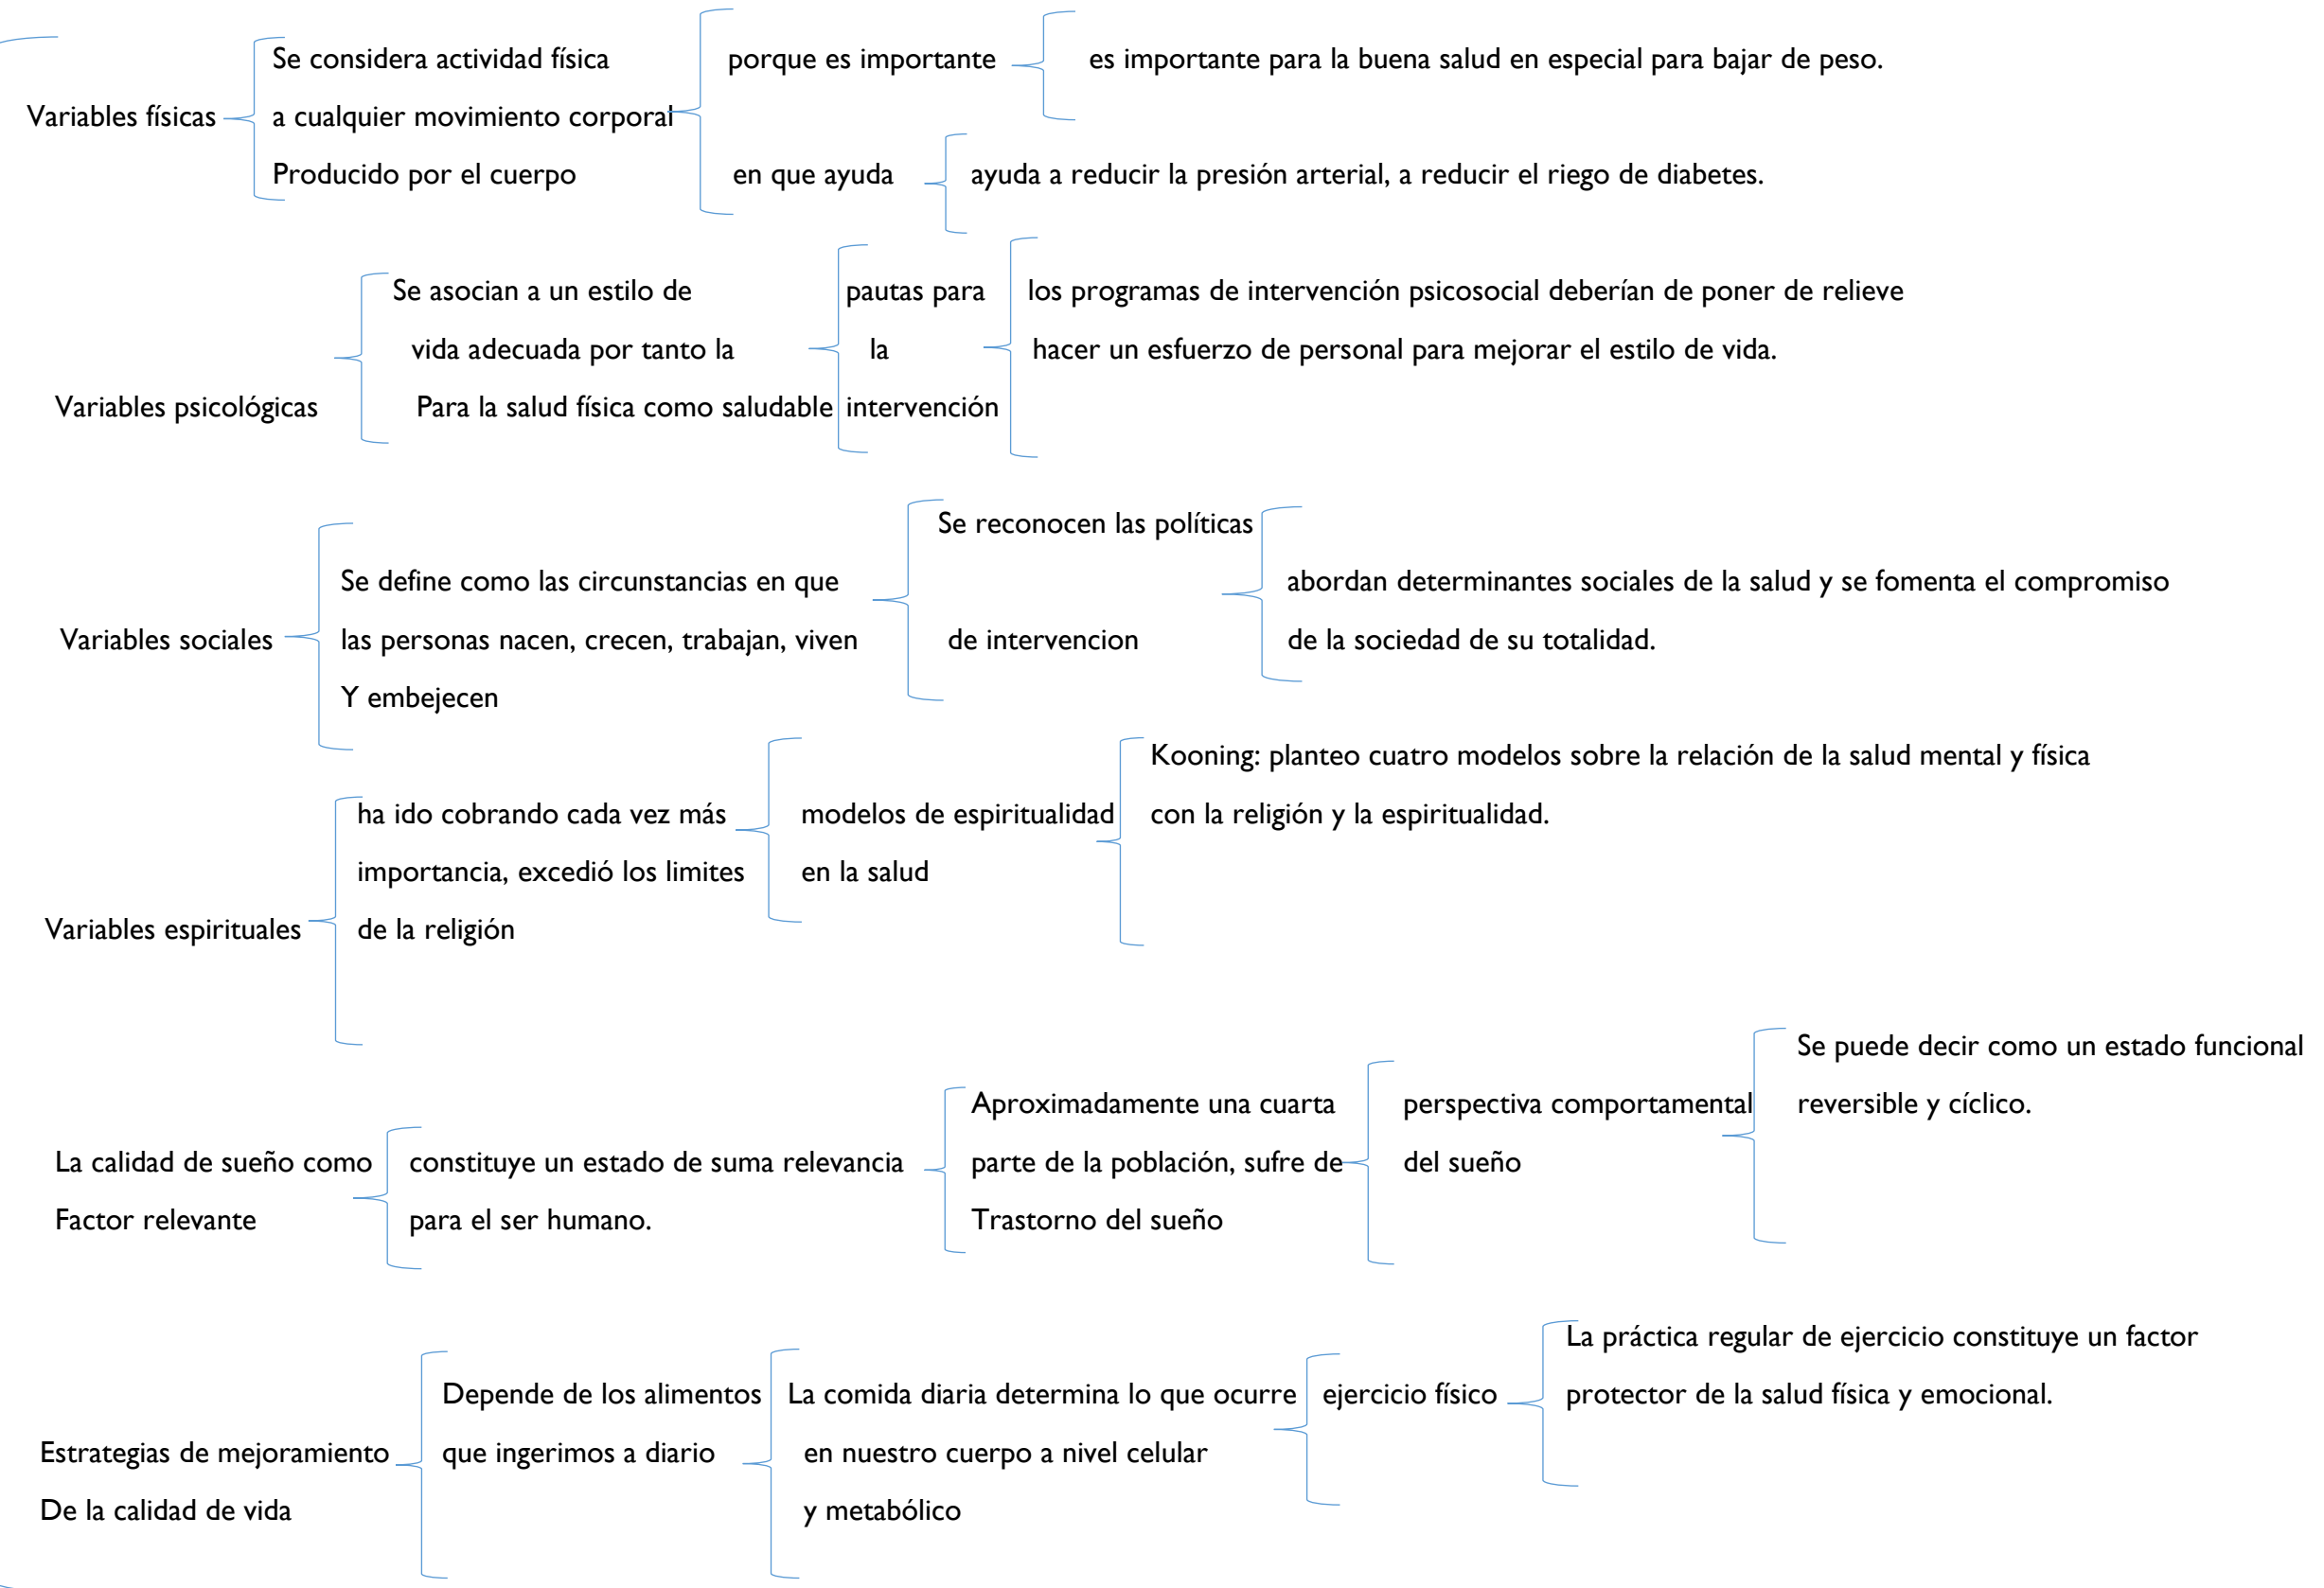 Se considera actividad física porque es importante es importante para la buena salud en especial para bajar de peso.
Variables físicas a cualquier movimiento corporal
Producido por el cuerpo en que ayuda ayuda a reducir la presión arterial, a reducir el riego de diabetes.
Se asocian a un estilo de pautas para los programas de intervención psicosocial deberían de poner de relieve
vida adecuada por tanto la la hacer un esfuerzo de personal para mejorar el estilo de vida.
Variables psicológicas Para la salud física como saludable intervención
Se reconocen las políticas
Se define como las circunstancias en que abordan determinantes sociales de la salud y se fomenta el compromiso
Variables sociales las personas nacen, crecen, trabajan, viven de intervencion de la sociedad de su totalidad.
Y embejecen
Kooning: planteo cuatro modelos sobre la relación de la salud mental y física
ha ido cobrando cada vez más modelos de espiritualidad con la religión y la espiritualidad.
importancia, excedió los limites en la salud
Variables espirituales de la religión
Se puede decir como un estado funcional
Aproximadamente una cuarta perspectiva comportamental reversible y cíclico.
La calidad de sueño como constituye un estado de suma relevancia parte de la población, sufre de del sueño
Factor relevante para el ser humano. Trastorno del sueño
La práctica regular de ejercicio constituye un factor
Depende de los alimentos La comida diaria determina lo que ocurre ejercicio físico protector de la salud física y emocional.
Estrategias de mejoramiento que ingerimos a diario en nuestro cuerpo a nivel celular
De la calidad de vida y metabólico